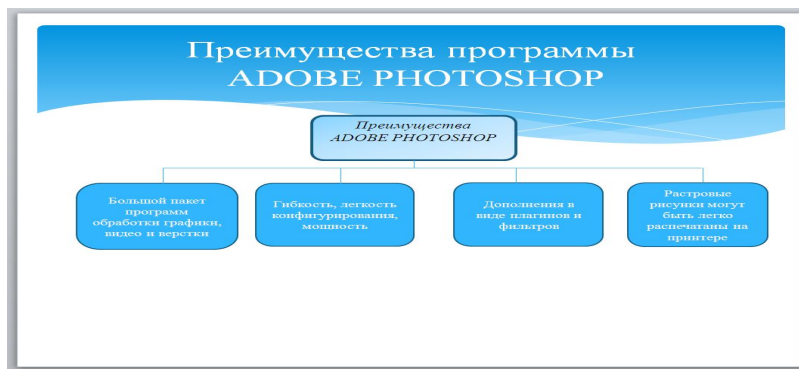 Преимущества программы
ADOBE PHOTOSHOP
Преимущества
ADOBE PHOTOSHOP
Большой пакет
программ
обработки графики,
видео и верстки
Гибкость, легкость
конфигурирования,
мощность
Дополнения в
виде плагинов и
фильтров
Растровые
рисунки могут
быть легко
распечатаны на
принтере